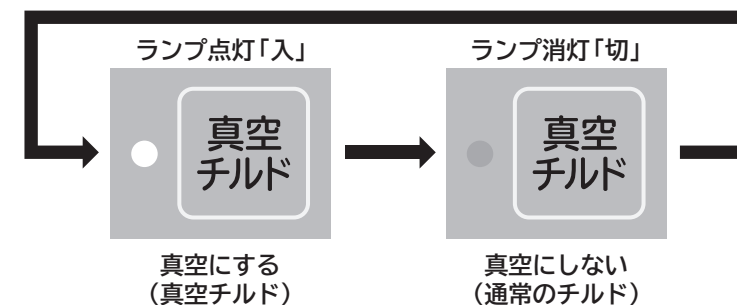 ランプ点灯「入」
真空
チルド
真空にする
（真空チルド）
ランプ消灯「切」
真空
チルド
真空にしない
（通常のチルド）